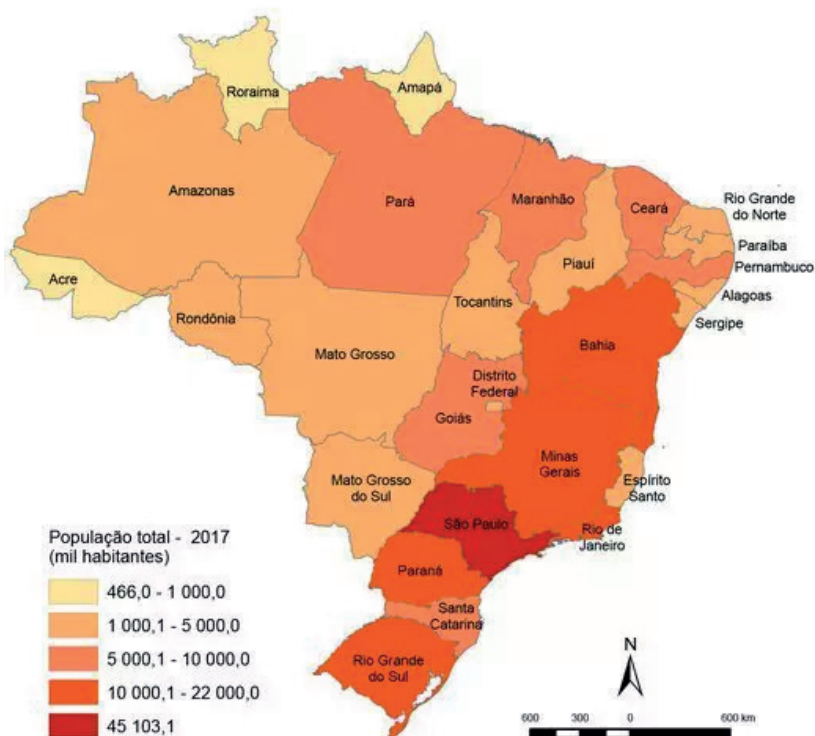 Roraima
Amapá
Amazonas
Pará
Maranhão
Ceará
Rio Grande
do Norte
Paraíba
Pernambuco
Piauí
Acre
Tocantins
Alagoas
Rondônia
Sergipe
Mato Grosso
Bahia
Distrito
Federal
Goiás
Minas
Gerais
Mato Grosso
do Sul
Espírito
Santo
São Paulo
Rio de
Janeiro
Paraná
Santa
Catarina
Rio Grande
do Sul
População total - 2017
(mil habitantes)
466,0 - 1 000,0
1 000,1 - 5 000,0
5 000,1 - 10 000,0
10 000,1 - 22 000,0
45 103,1
N
600 300 0 600 km